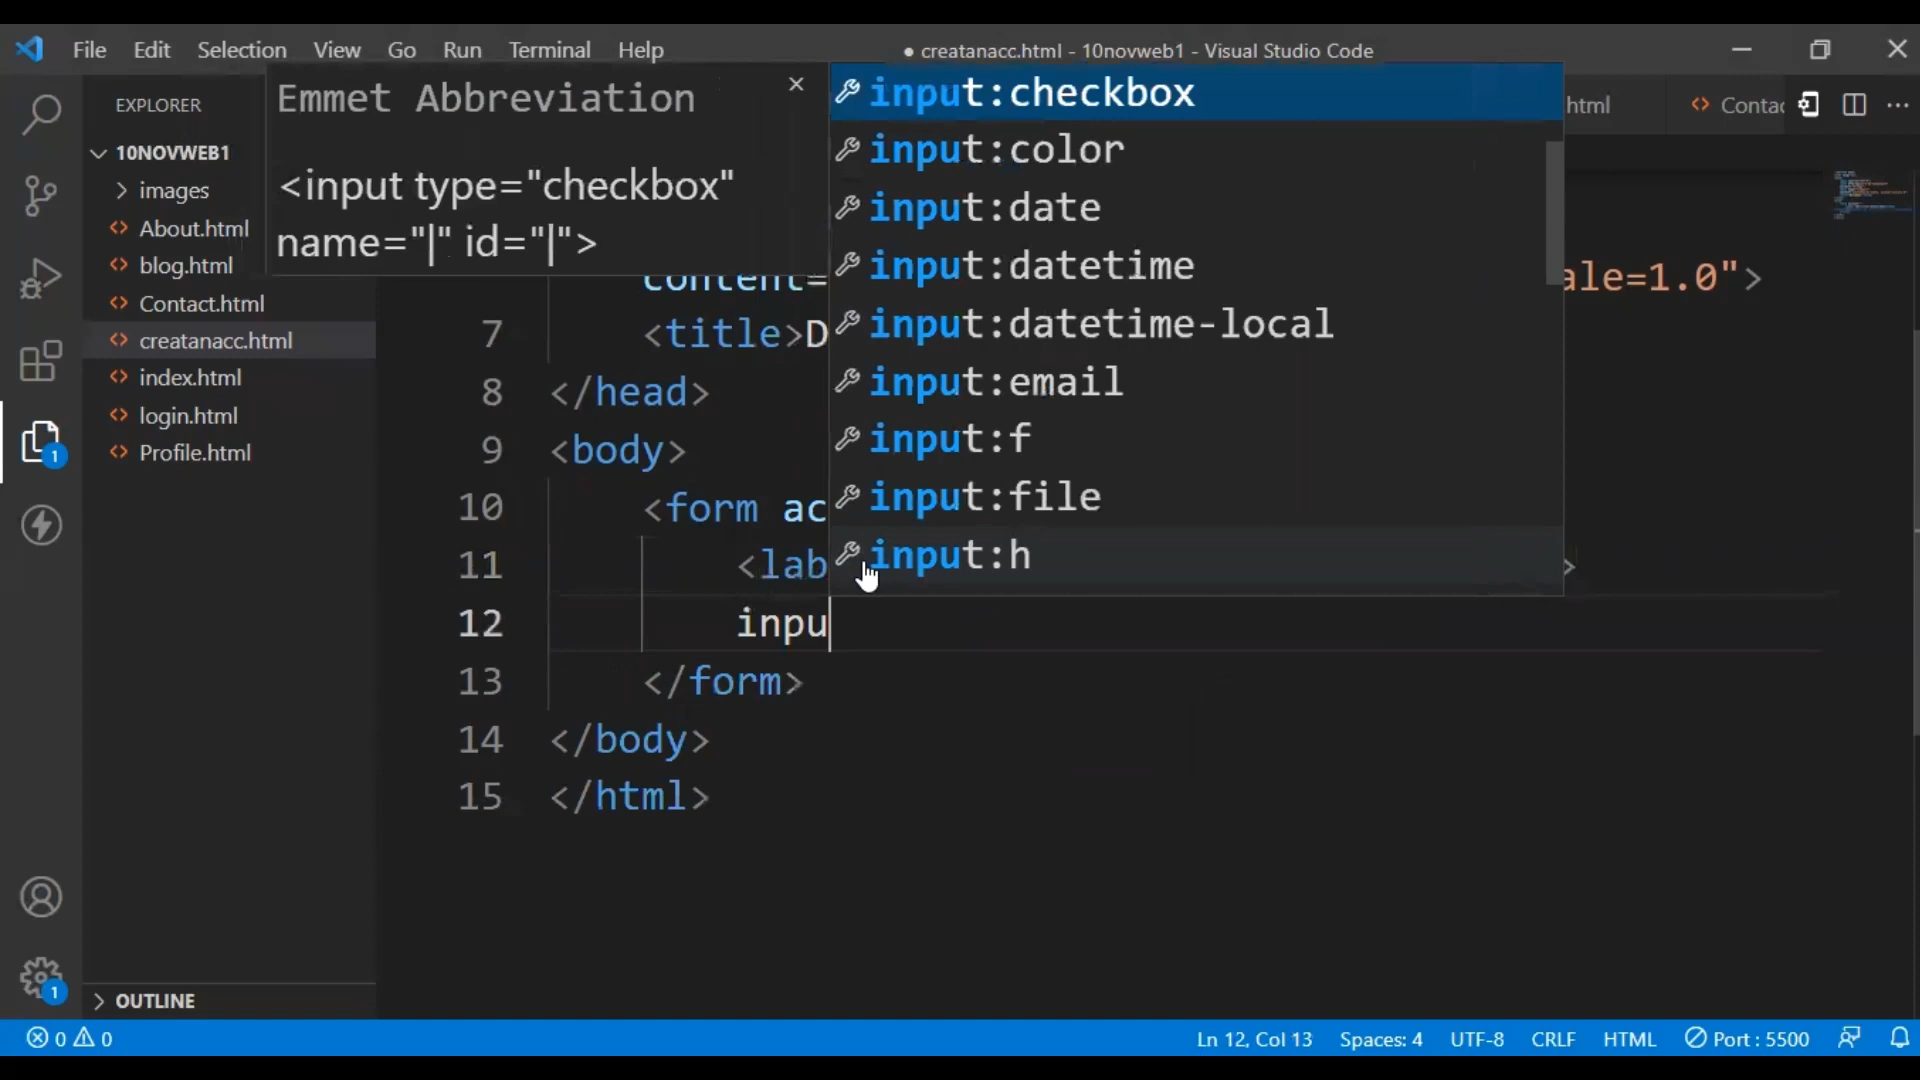 File Edit Selection View Go Run Terminal Help ● creatanacc.html - 10novweb1 - Visual Studio Code
EXPLORER
10NOVWEB1
images
About.html
blog.html
Contact.html
creatanacc.html
index.html
login.html
Profile.html
OUTLINE
Emmet Abbreviation
<input type="checkbox"
name="|" id="|">
input:checkbox
input:color
input:date
input:datetime
input:datetime-local
input:email
input:f
input:file
input:h
html <> Contac ···
content= ale=1.0">
7 <title>D
8 </head>
9 <body>
10 <form ac
11 <lab >
12 inpu
13 </form>
14 </body>
15 </html>
1
1
0 0 Ln 12, Col 13 Spaces: 4 UTF-8 CRLF HTML Port : 5500